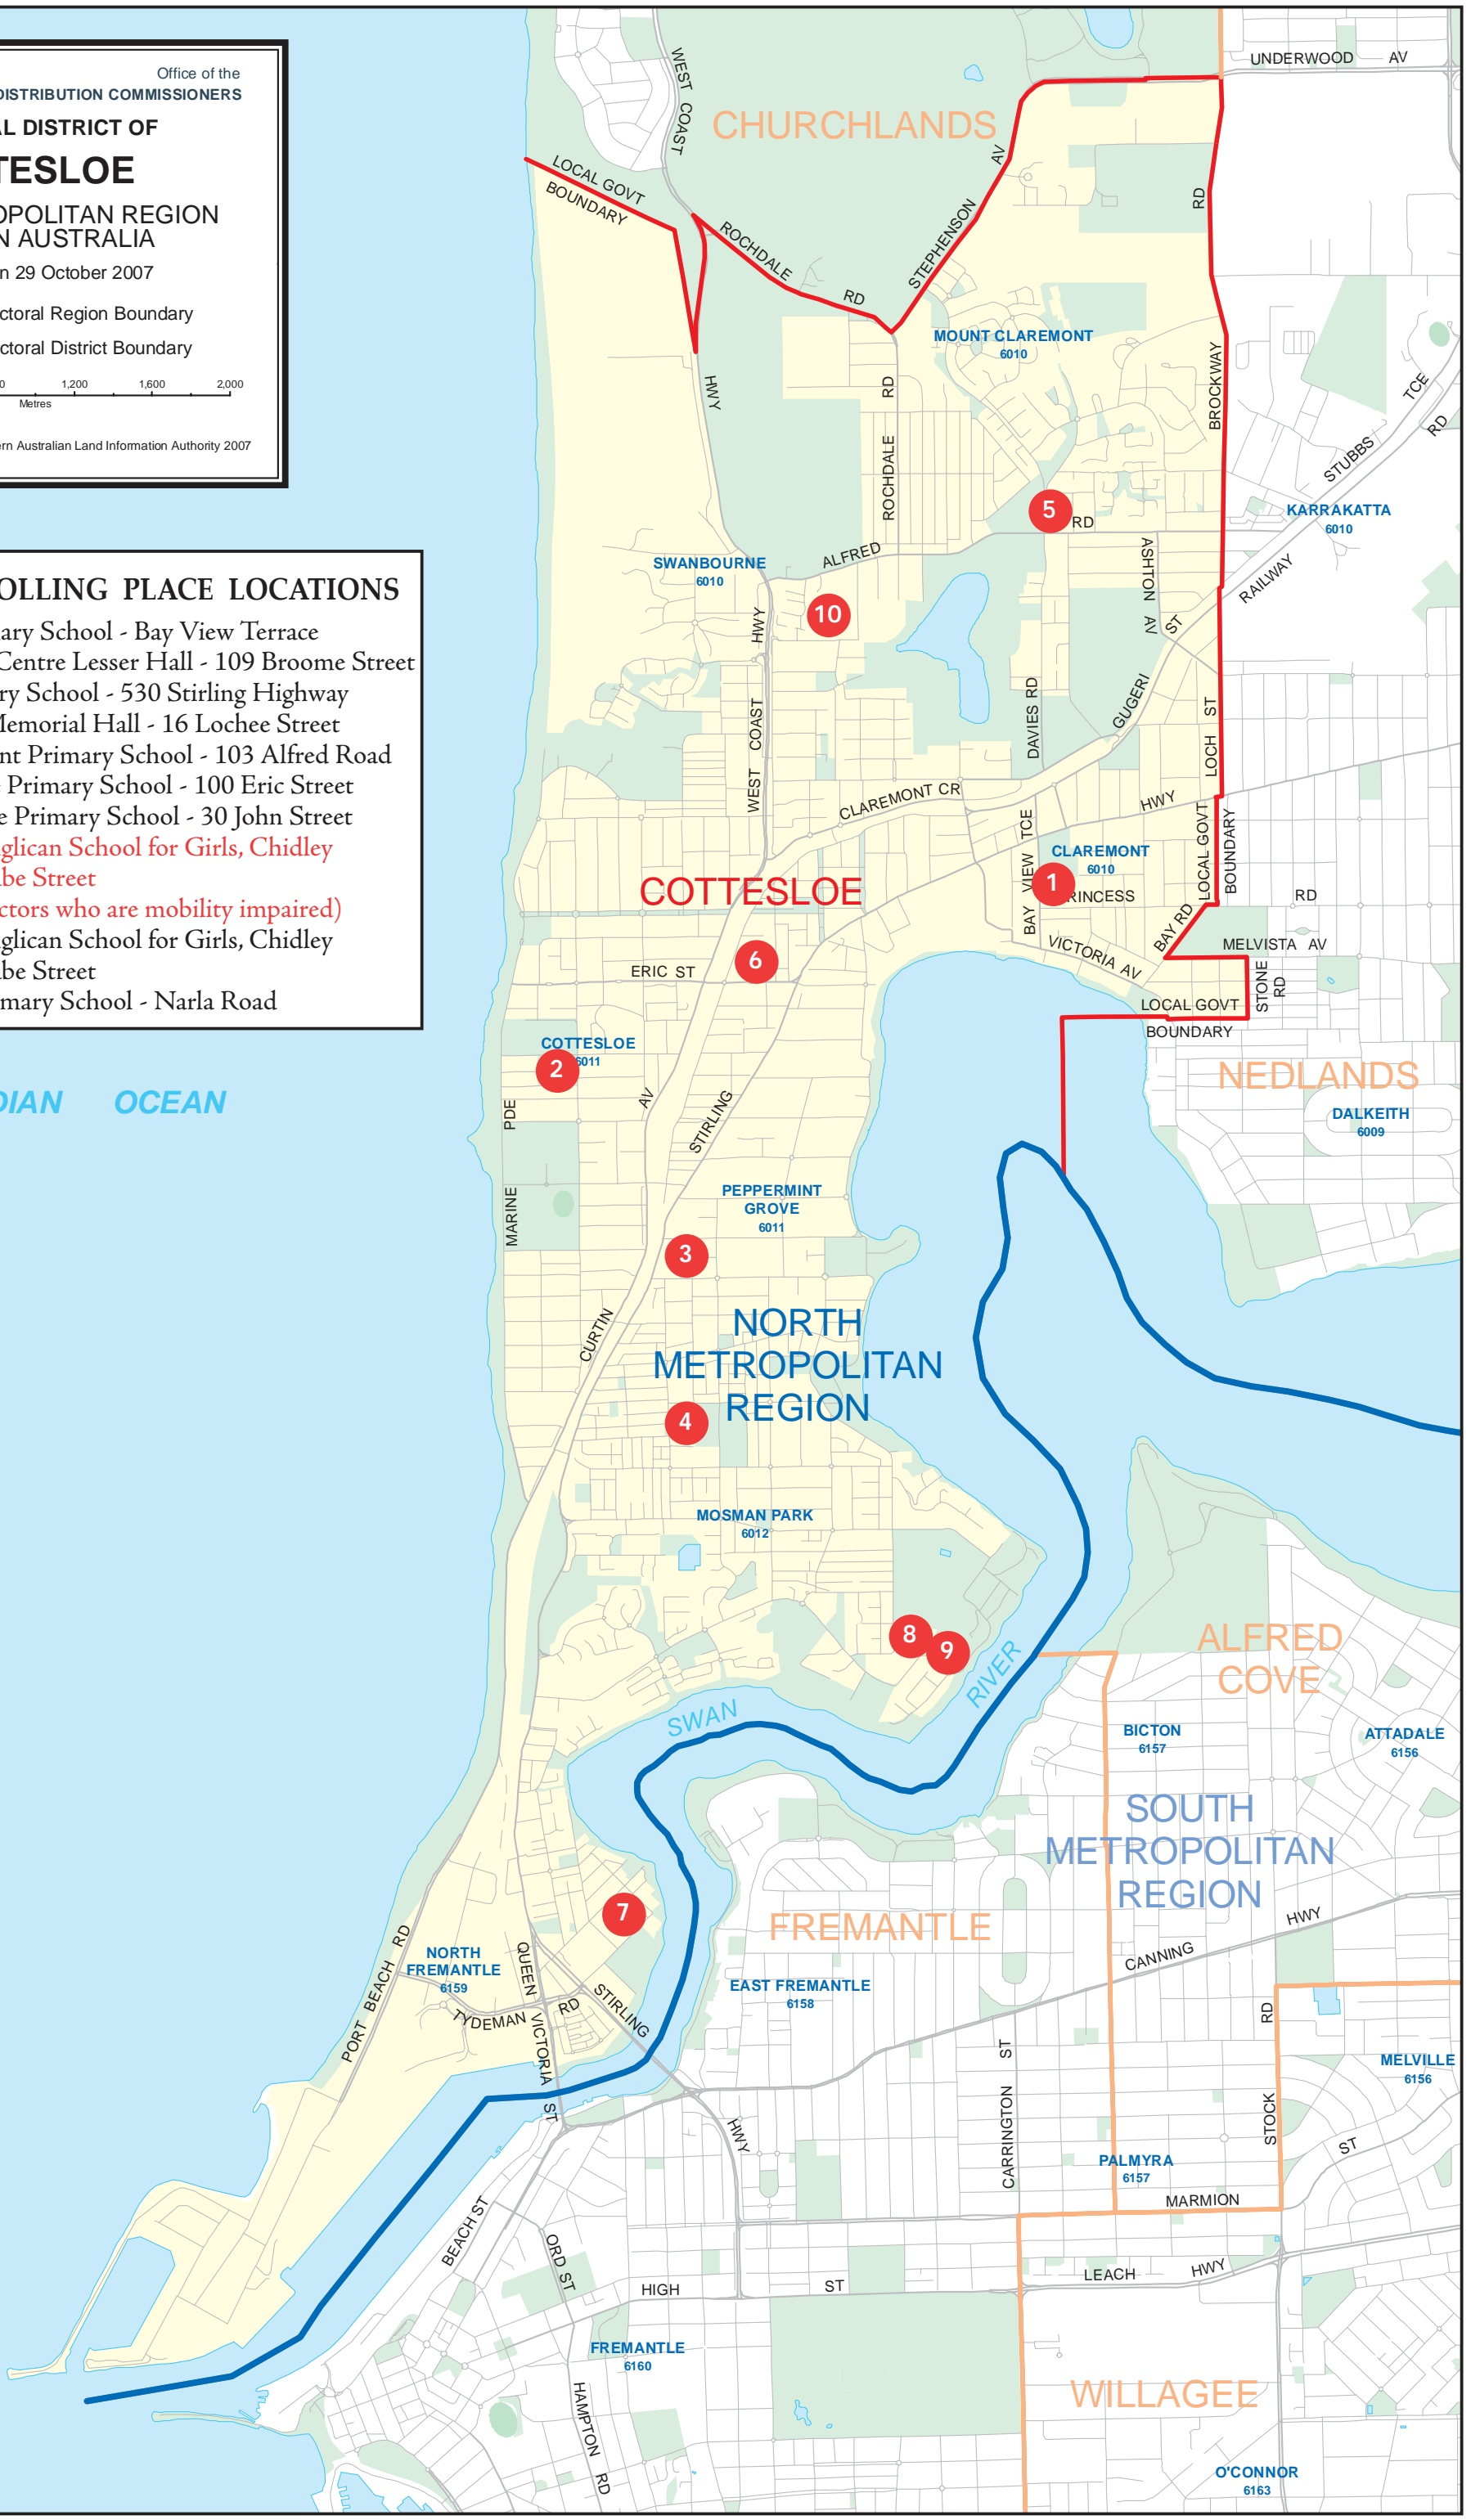 Office of the
DISTRIBUTION COMMISSIONERS
AL DISTRICT OF
TESLOE
OPOLITAN REGION
N AUSTRALIA
n 29 October 2007
ctoral Region Boundary
ctoral District Boundary
0 1,200 1,600 2,000
Metres
ern Australian Land Information Authority 2007
OLLING PLACE LOCATIONS
ary School - Bay View Terrace
Centre Lesser Hall - 109 Broome Street
ry School - 530 Stirling Highway
Memorial Hall - 16 Lochee Street
nt Primary School - 103 Alfred Road
e Primary School - 100 Eric Street
e Primary School - 30 John Street
glican School for Girls, Chidley
be Street
ctors who are mobility impaired)
glican School for Girls, Chidley
be Street
mary School - Narla Road
DIAN OCEAN
UNDERWOOD AV
WEST COAST
CHURCHLANDS
LOCAL GOVT
BOUNDARY
ROCHDALE
RD
STEPHENSON
AV
RD
MOUNT CLAREMONT
6010
HWY
RD
ROCHDALE
BROCKWAY
TCE
STUBBS
RD
5
RD
KARRAKATTA
6010
SWANBOURNE
6010
ALFRED
ASHTON AV
RAILWAY
ST
10
HWY
GUGERI
DAVIES RD
LOCH ST
WEST COAST
CLAREMONT CR
HWY
BAY VIEW TCE
CLAREMONT
6010
LOCAL GOVT
BOUNDARY
COTTESLOE
1
RINCESS
RD
BAY RD
VICTORIA AV
MELVISTA AV
6
ERIC ST
STONE
RD
LOCAL GOVT
BOUNDARY
COTTESLOE
6011
2
NEDLANDS
DALKEITH
6009
PDE
AV
STIRLING
MARINE
PEPPERMINT
GROVE
6011
3
CURTIN
NORTH
METROPOLITAN
REGION
4
MOSMAN PARK
6012
8
9
RIVER
SWAN
ALFRED
COVE
BICTON
6157
ATTADALE
6156
SOUTH
METROPOLITAN
REGION
7
FREMANTLE
HWY
CANNING
PORT BEACH RD
NORTH
FREMANTLE
6159
QUEEN
VICTORIA
ST
TYDEMAN
RD
STIRLING
EAST FREMANTLE
6158
RD
ST
MELVILLE
6156
HWY
CARRINGTON
STOCK
ST
PALMYRA
6157
MARMION
BEACH ST
ORD ST
HIGH ST
LEACH HWY
FREMANTLE
6160
WILLAGEE
HAMPTON RD
O'CONNOR
6163